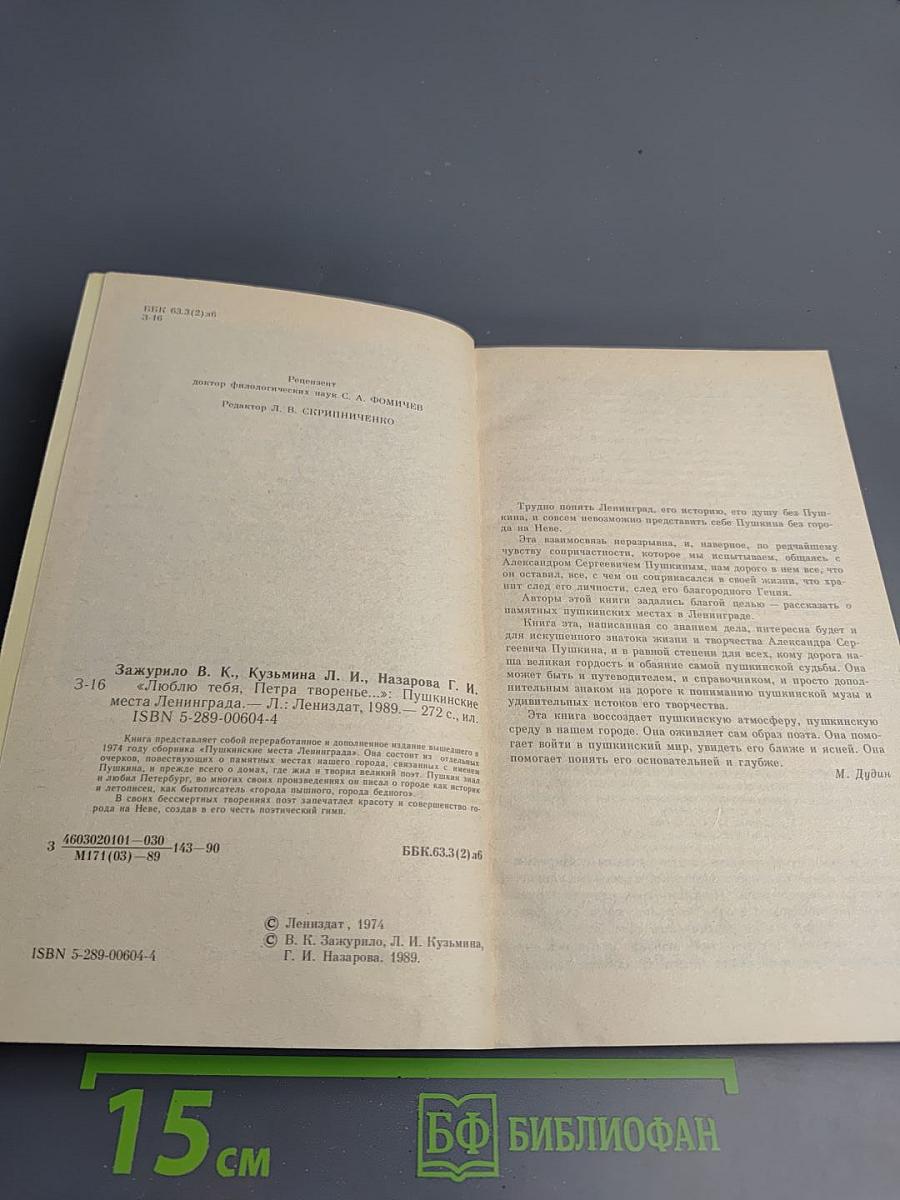 ББК 63.3(2)л6
З-16
Рецензент
доктор филологических наук С. А. ФОМИЧЕВ
Редактор Л. В. СКРИПНИЧЕНКО
Зажурило В. К., Кузьмина Л. И., Назарова Г. И.
З-16 «Люблю тебя, Петра творенье...»: Пушкинские
места Ленинграда.— Л.: Лениздат, 1989.— 272 с., ил.
ISBN 5-289-00604-4
Книга представляет собой переработанное и дополненное издание вышедшего в
1974 году сборника «Пушкинские места Ленинграда». Она состоит из отдельных
очерков, повествующих о памятных местах нашего города, связанных с именем
Пушкина, и прежде всего о домах, где жил и творил великий поэт. Пушкин знал
и любил Петербург, во многих своих произведениях он писал о городе как историк
и летописец, как бытописатель «города пышного, города бедного».
В своих бессмертных творениях поэт запечатлел красоту и совершенство го-
рода на Неве, создав в его честь поэтический гимн.
З 4603020101—030
М171(03)—89 143—90
ББК.63.3(2)л6
© Лениздат, 1974
© В. К. Зажурило, Л. И. Кузьмина,
Г. И. Назарова. 1989.
ISBN 5-289-00604-4
Трудно понять Ленинград, его историю, его душу без Пуш-
кина, и совсем невозможно представить себе Пушкина без горо-
да на Неве.
Эта взаимосвязь неразрывна, и, наверное, по редчайшему
чувству сопричастности, которое мы испытываем, общаясь с
Александром Сергеевичем Пушкиным, нам дорого в нем все, что
он оставил, все, с чем он соприкасался в своей жизни, что хра-
нит след его личности, след его благородного Гения.
Авторы этой книги задались благой целью — рассказать о
памятных пушкинских местах в Ленинграде.
Книга эта, написанная со знанием дела, интересна будет и
для искушенного знатока жизни и творчества Александра Сер-
геевича Пушкина, и в равной степени для всех, кому дорога на-
ша великая гордость и обаяние самой пушкинской судьбы. Она
может быть и путеводителем, и справочником, и просто допол-
нительным знаком на дороге к пониманию пушкинской музы и
удивительных истоков его творчества.
Эта книга воссоздает пушкинскую атмосферу, пушкинскую
среду в нашем городе. Она оживляет сам образ поэта. Она помо-
гает войти в пушкинский мир, увидеть его ближе и ясней. Она
помогает понять его основательней и глубже.
М. Дудин
15 см
БФ БИБЛИОФАН